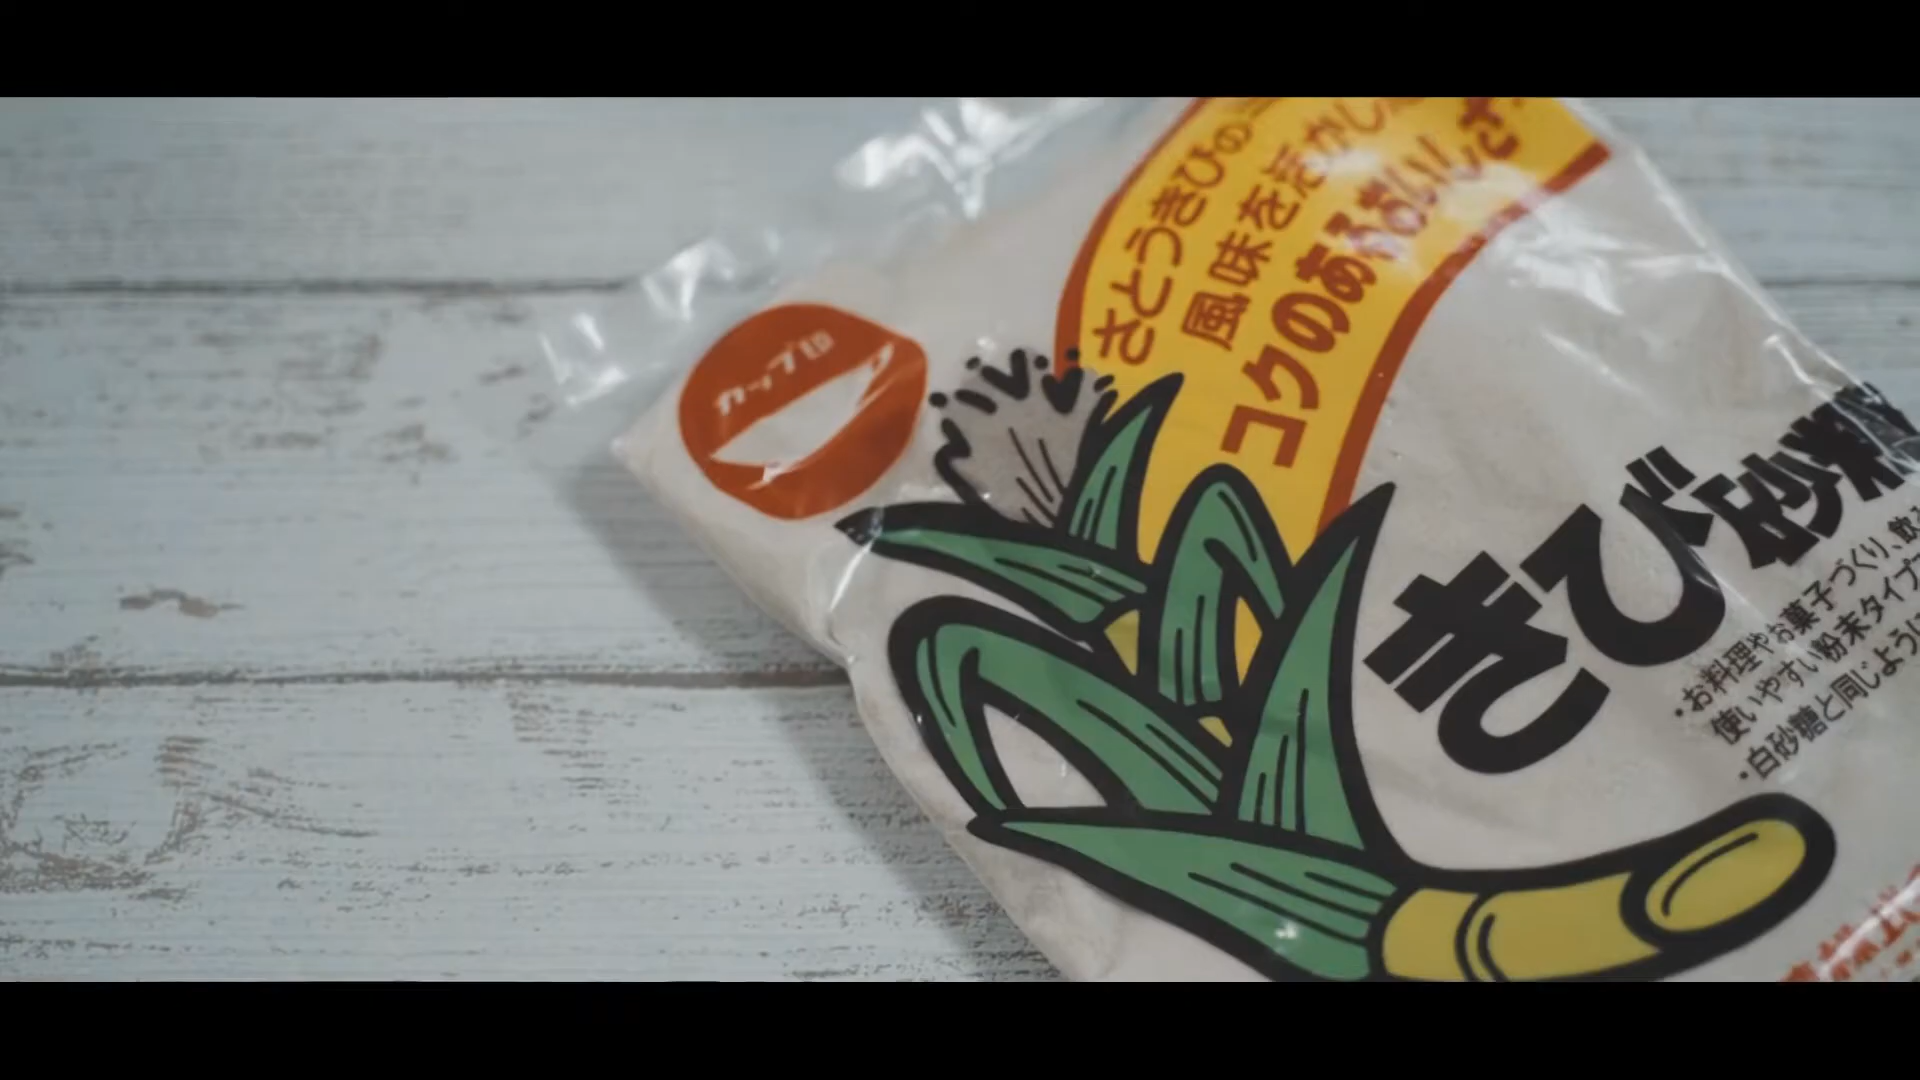 カップ印
さとうきびの
風味を活かし
コクのあるおいしさ
きび砂糖
・お料理やお菓子づくり、飲
使いやすい粉末タイプ
・白砂糖と同じように